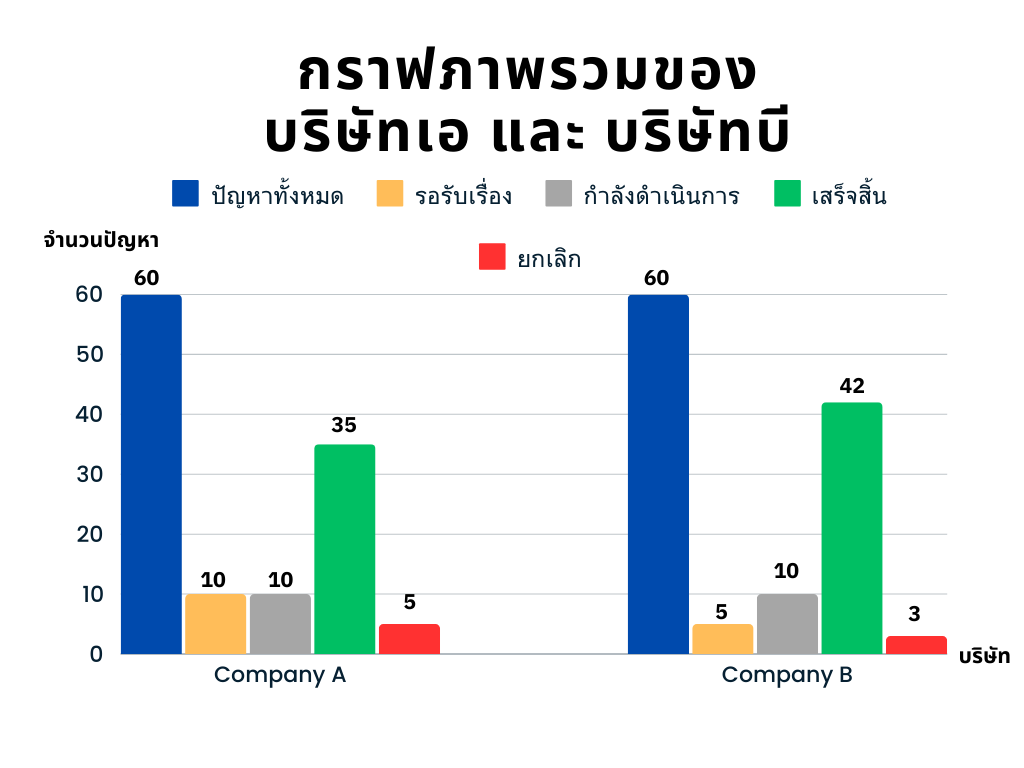 กราฟภาพรวมของ
บริษัทเอ และ บริษัทบี
ปัญหาทั้งหมด รอรับเรื่อง กำลังดำเนินการ เสร็จสิ้น
ยกเลิก
จำนวนปัญหา
60 60
60
50
42
40
35
30
20
10 10 10
10
5 5 3
0
บริษัท
Company A Company B